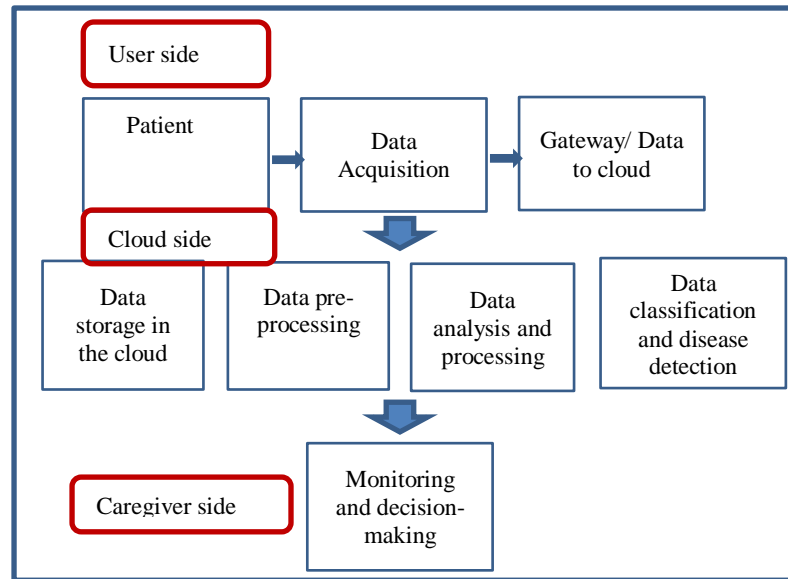 User side
Patient
Data
Acquisition
Gateway/ Data
to cloud
Cloud side
Data
storage in
the cloud
Data pre-
processing
Data
analysis and
processing
Data
classification
and disease
detection
Caregiver side
Monitoring
and decision-
making